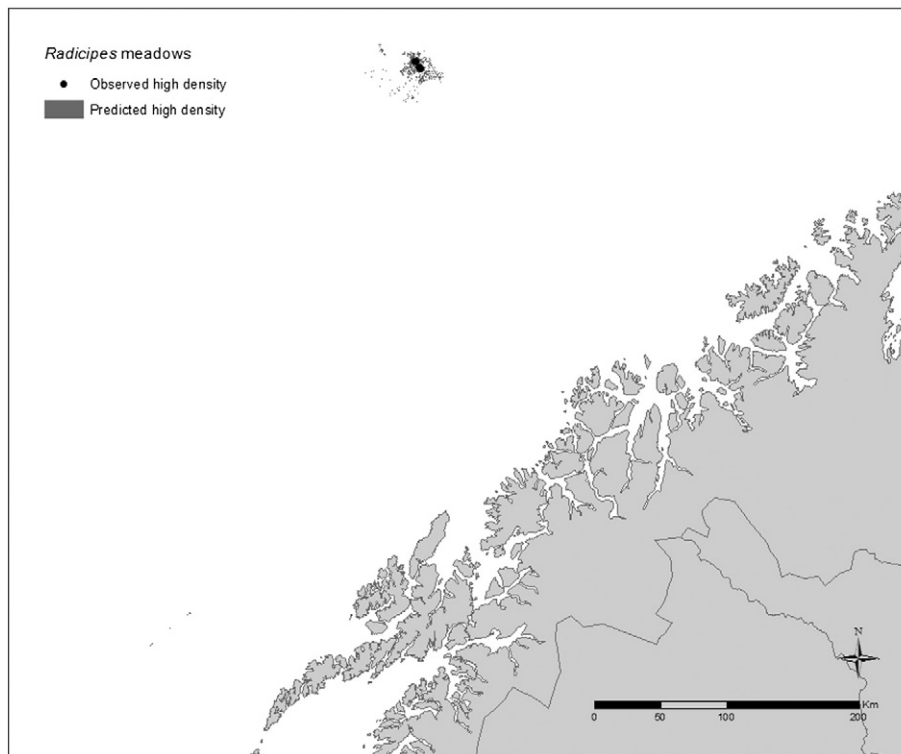 Radicipes meadows
Observed high density
Predicted high density
N
Km
0 50 100 200